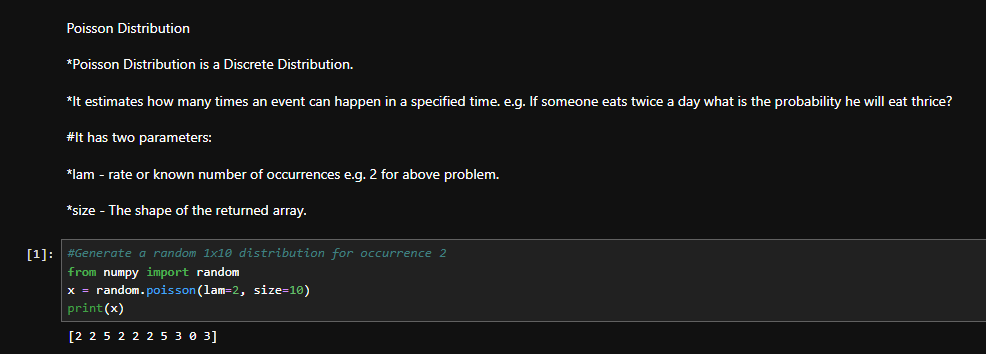 Poisson Distribution
*Poisson Distribution is a Discrete Distribution.
*It estimates how many times an event can happen in a specified time. e.g. If someone eats twice a day what is the probability he will eat thrice?
#It has two parameters:
*lam - rate or known number of occurrences e.g. 2 for above problem.
*size - The shape of the returned array.
[1]: #Generate a random 1x10 distribution for occurrence 2
from numpy import random
x = random.poisson(lam=2, size=10)
print(x)
[2 2 5 2 2 2 5 3 0 3]